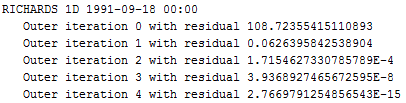 RICHARDS 1D 1991-09-18 00:00
Outer iteration 0 with residual 108.72355415110893
Outer iteration 1 with residual 0.0626395842538904
Outer iteration 2 with residual 1.7154627330785789E-4
Outer iteration 3 with residual 3.9368927465672595E-8
Outer iteration 4 with residual 2.7669791254856543E-15